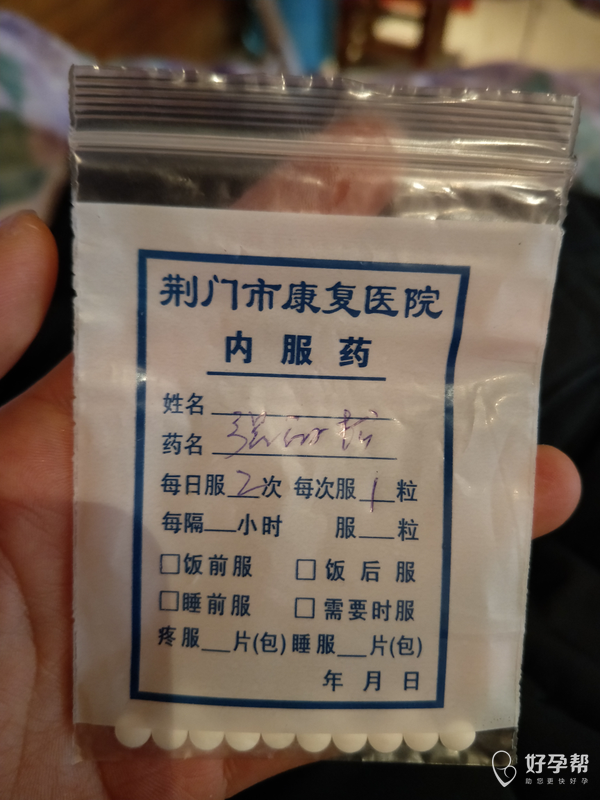 荆门市康复医院
内服药
姓名
药名 强的松
每日服2次 每次服1粒
每隔__小时 服__粒
□饭前服 □饭后服
□睡前服 □需要时服
疼服__片(包) 睡服__片(包)
年 月 日
好孕帮
助您更快好孕